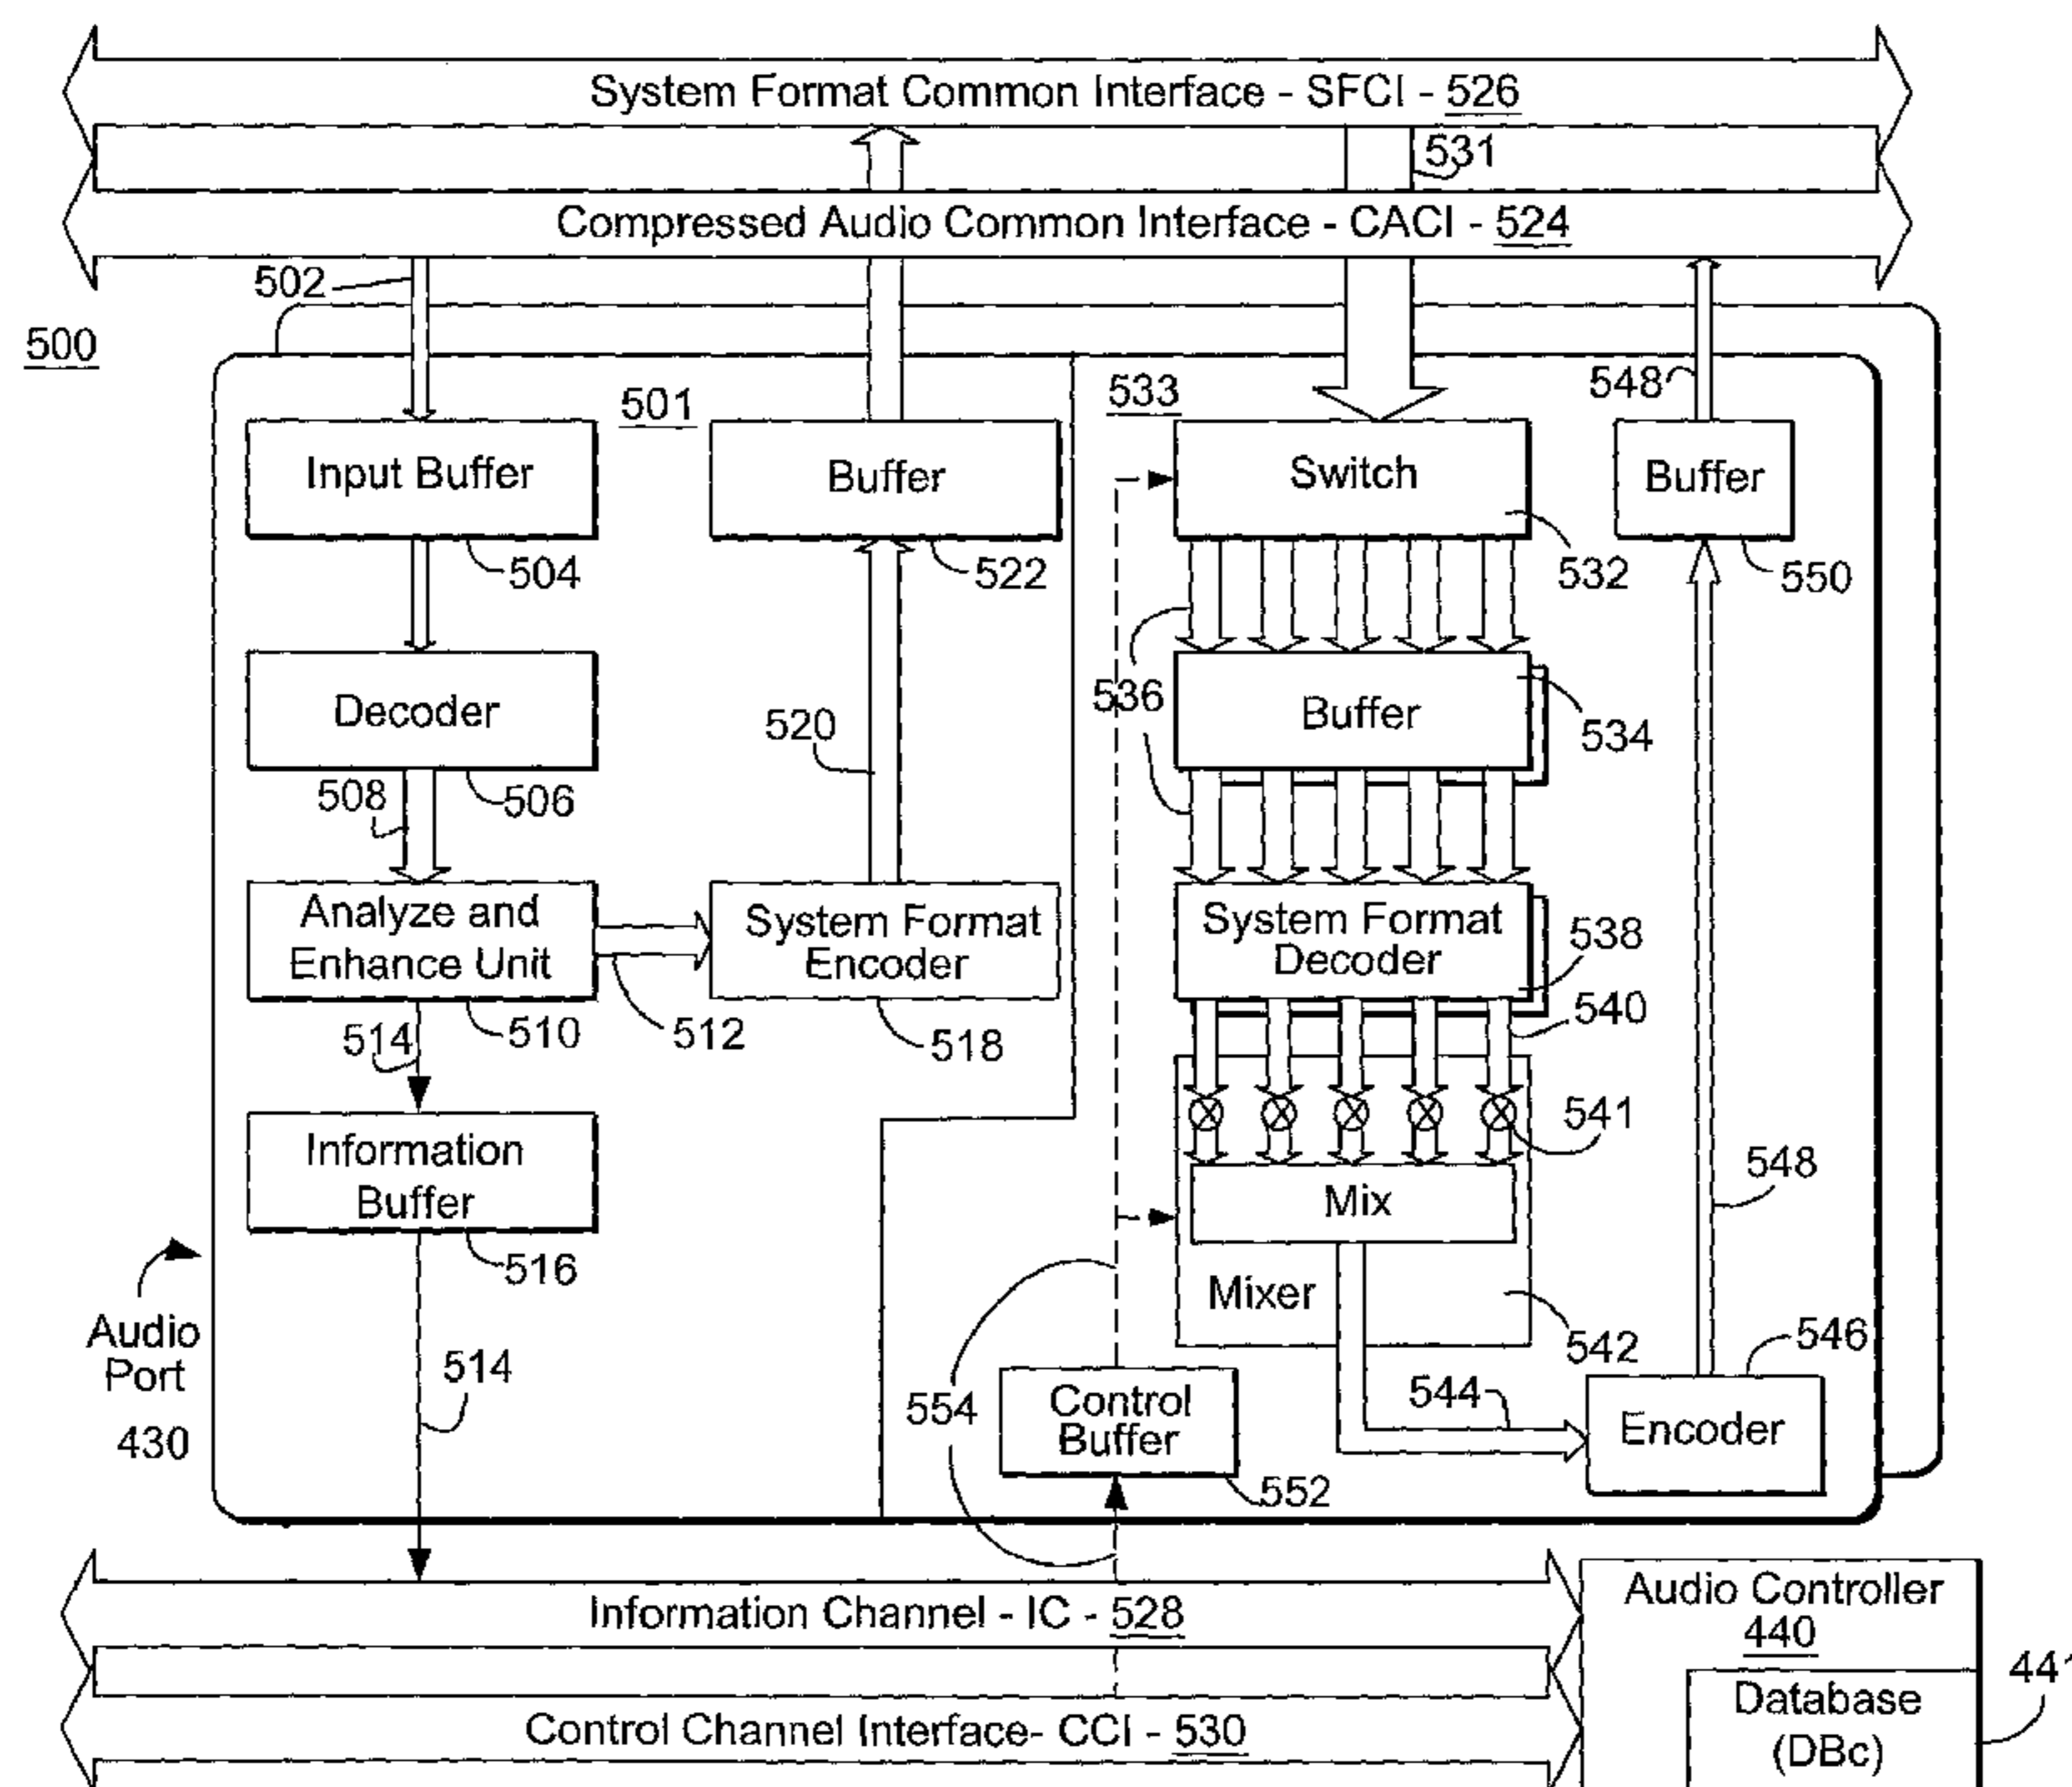 System Format Common Interface - SFCI - 526
531
Compressed Audio Common Interface - CACI - 524
502
500
548
501
533
Input Buffer
Buffer
Switch
Buffer
504
522
532
550
536
Decoder
Buffer
520
534
508
506
Analyze and
Enhance Unit
System Format
Encoder
System Format
Decoder
538
540
514
510
512
518
541
Information
Buffer
Mix
548
516
Mixer
Audio
Port
430
542
546
514
554
Control
Buffer
544
Encoder
552
Information Channel - IC - 528
Audio Controller
440
441
Control Channel Interface- CCI - 530
Database
(DBc)